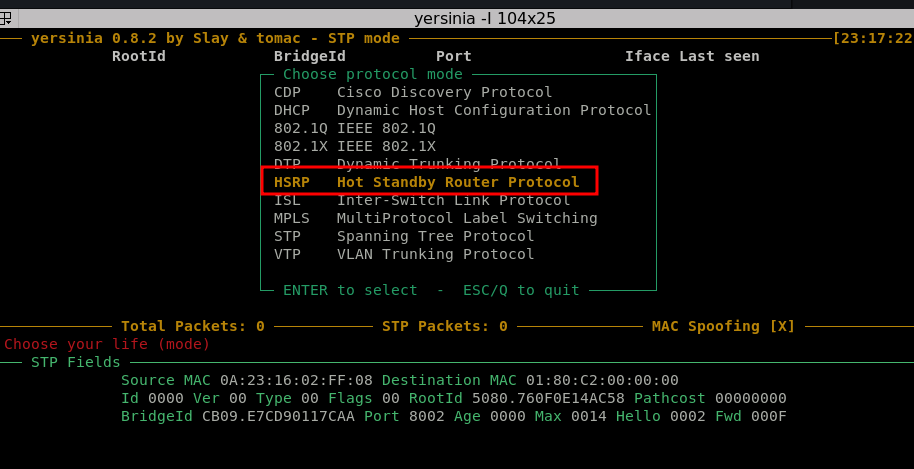 yersinia -I 104x25
yersinia 0.8.2 by Slay & tomac - STP mode [23:17:22
RootId BridgeId Port Iface Last seen
Choose protocol mode
CDP Cisco Discovery Protocol
DHCP Dynamic Host Configuration Protocol
802.1Q IEEE 802.1Q
802.1X IEEE 802.1X
DTP Dynamic Trunking Protocol
HSRP Hot Standby Router Protocol
ISL Inter-Switch Link Protocol
MPLS MultiProtocol Label Switching
STP Spanning Tree Protocol
VTP VLAN Trunking Protocol
ENTER to select - ESC/Q to quit
Total Packets: 0 STP Packets: 0 MAC Spoofing [X]
Choose your life (mode)
STP Fields
Source MAC 0A:23:16:02:FF:08 Destination MAC 01:80:C2:00:00:00
Id 0000 Ver 00 Type 00 Flags 00 RootId 5080.760F0E14AC58 Pathcost 00000000
BridgeId CB09.E7CD90117CAA Port 8002 Age 0000 Max 0014 Hello 0002 Fwd 000F